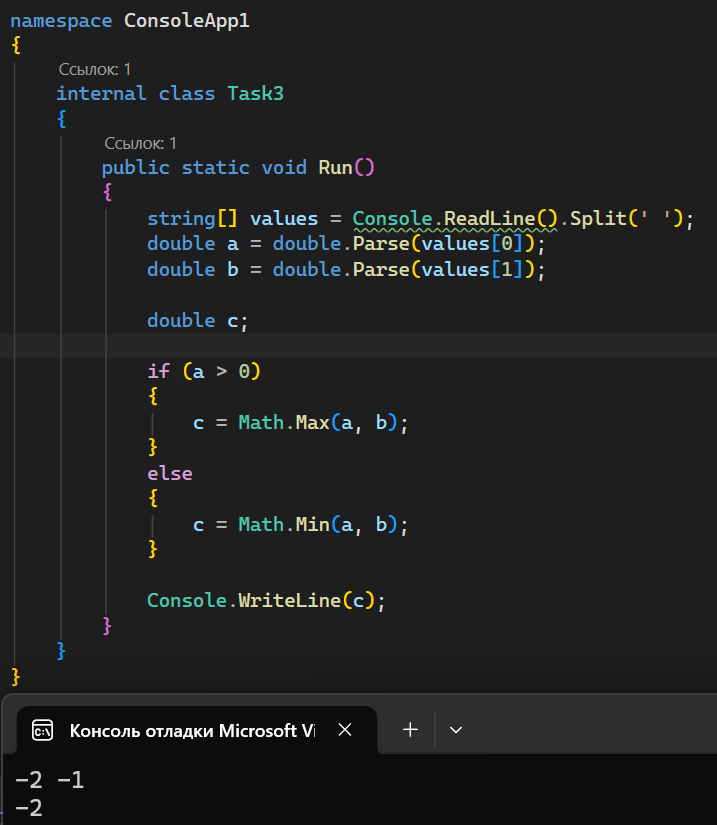 namespace ConsoleApp1
{
Ссылок: 1
internal class Task3
{
Ссылок: 1
public static void Run()
{
string[] values = Console.ReadLine().Split(' ');
double a = double.Parse(values[0]);
double b = double.Parse(values[1]);
double c;
if (a > 0)
{
c = Math.Max(a, b);
}
else
{
c = Math.Min(a, b);
}
Console.WriteLine(c);
}
}
}
Консоль отладки Microsoft Vi
-2 -1
-2